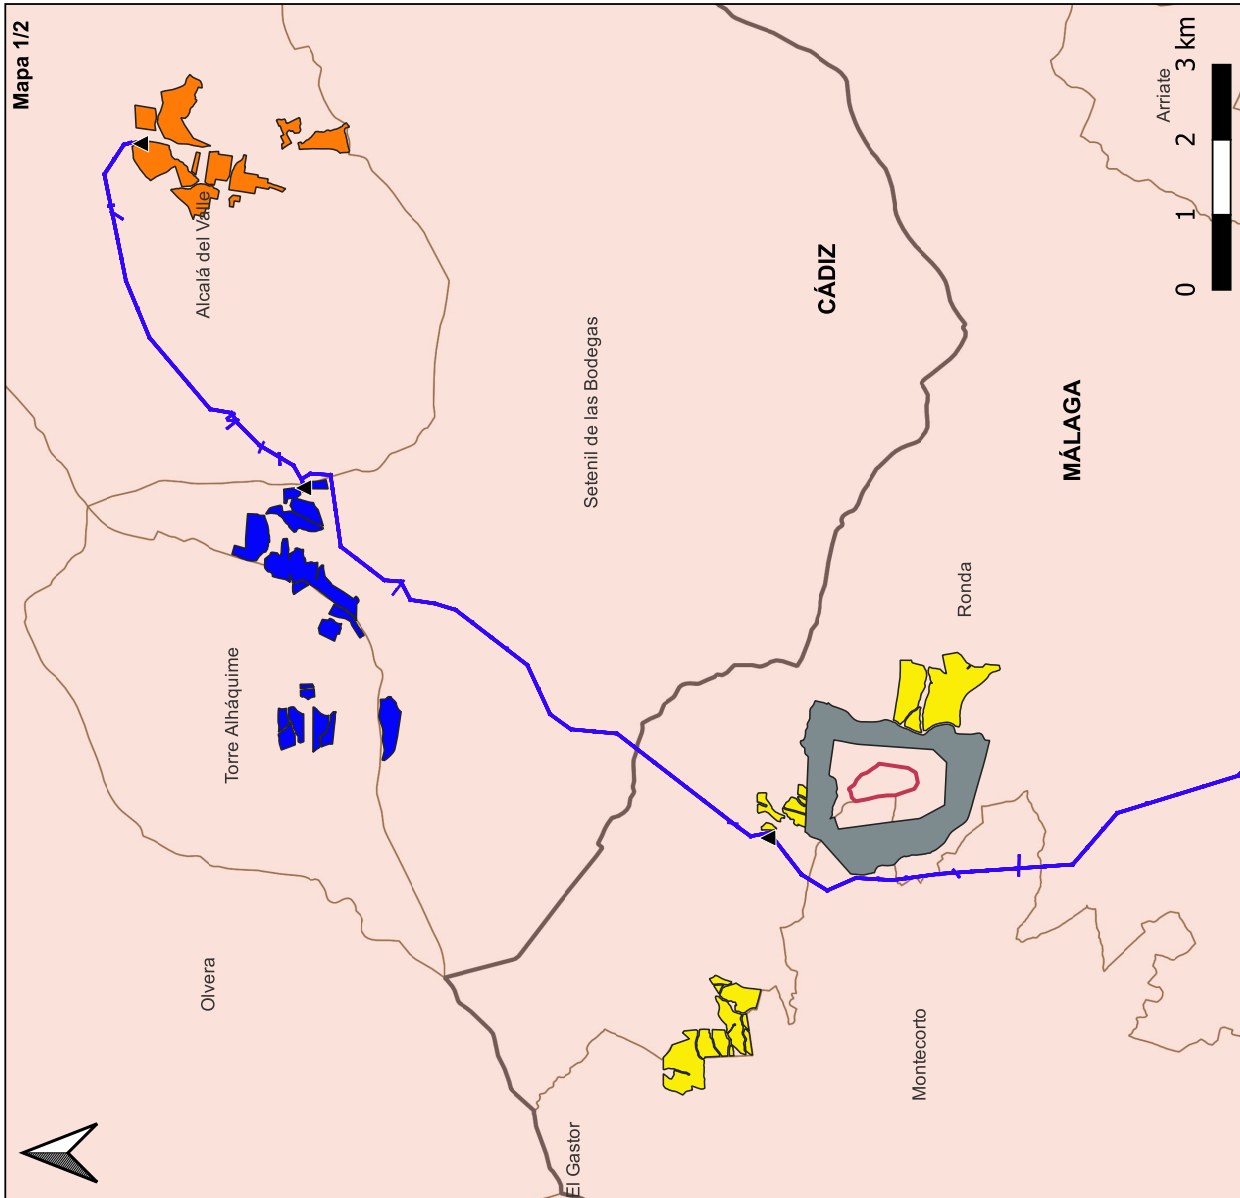 Mapa 1/2
Alcalá del Valle
Torre Alháquime
Olvera
Setenil de las Bodegas
El Gastor
CÁDIZ
MÁLAGA
Ronda
Montecorto
Arriate
0 1 2 3 km